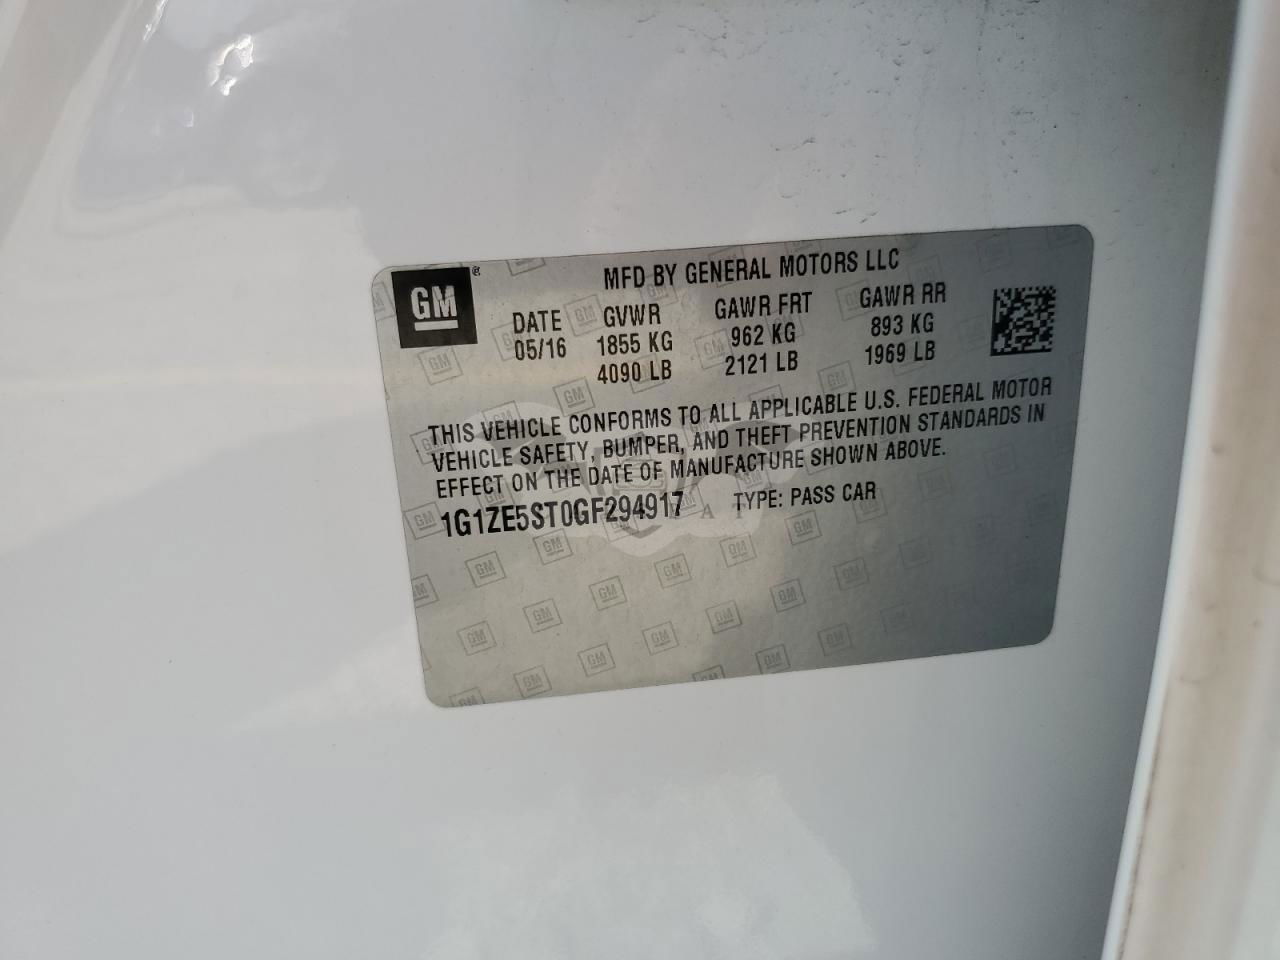 GM ®
MFD BY GENERAL MOTORS LLC
DATE GVWR GAWR FRT GAWR RR
05/16 1855 KG 962 KG 893 KG
4090 LB 2121 LB 1969 LB
THIS VEHICLE CONFORMS TO ALL APPLICABLE U.S. FEDERAL MOTOR
VEHICLE SAFETY, BUMPER, AND THEFT PREVENTION STANDARDS IN
EFFECT ON THE DATE OF MANUFACTURE SHOWN ABOVE.
1G1ZE5ST0GF294917 TYPE: PASS CAR